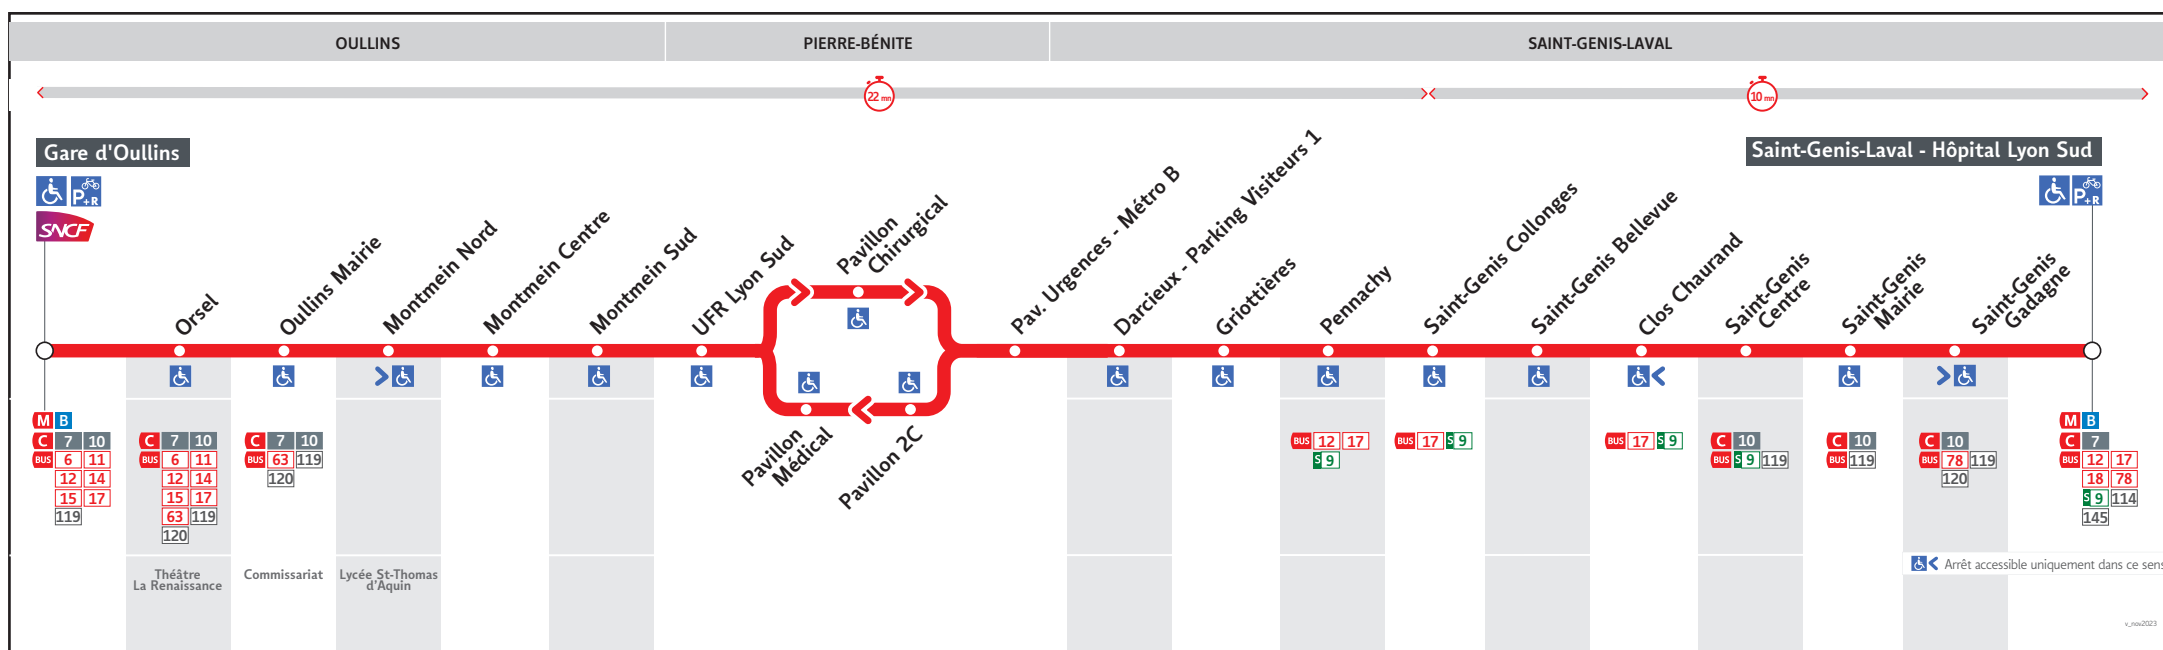 OULLINS
PIERRE-BÉNITE
SAINT-GENIS-LAVAL
22 mn
10 mn
Gare d'Oullins
Saint-Genis-Laval - Hôpital Lyon Sud
P+R
SNCF
P+R
Orsel
Oullins Mairie
Montmein Nord
Montmein Centre
Montmein Sud
UFR Lyon Sud
Pavillon
Chirurgical
Pavillon
Médical
Pavillon 2C
Pav. Urgences - Métro B
Darcieux - Parking Visiteurs 1
Griottières
Pennachy
Saint-Genis Collonges
Saint-Genis Bellevue
Clos Chaurand
Saint-Genis
Centre
Saint-Genis
Mairie
Saint-Genis
Gadagne
M B
C 7 10
BUS 6 11
12 14
15 17
119
C 7 10
BUS 6 11
12 14
15 17
63 119
120
C 7 10
BUS 63 119
120
BUS 12 17
S 9
BUS 17 S 9
BUS 17 S 9
C 10
BUS S 9 119
C 10
BUS 119
C 10
BUS 78 119
120
M B
C 7
BUS 12 17
18 78
S 9 114
145
Théâtre
La Renaissance
Commissariat
Lycée St-Thomas
d'Aquin
Arrêt accessible uniquement dans ce sens
v_nov2023